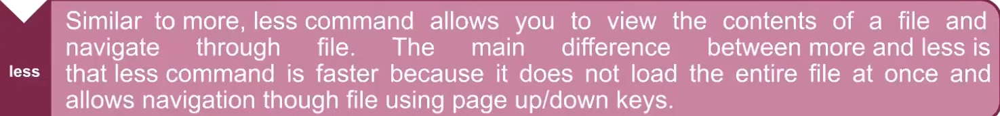 less
Similar to more, less command allows you to view the contents of a file and
navigate through file. The main difference between more and less is
that less command is faster because it does not load the entire file at once and
allows navigation though file using page up/down keys.